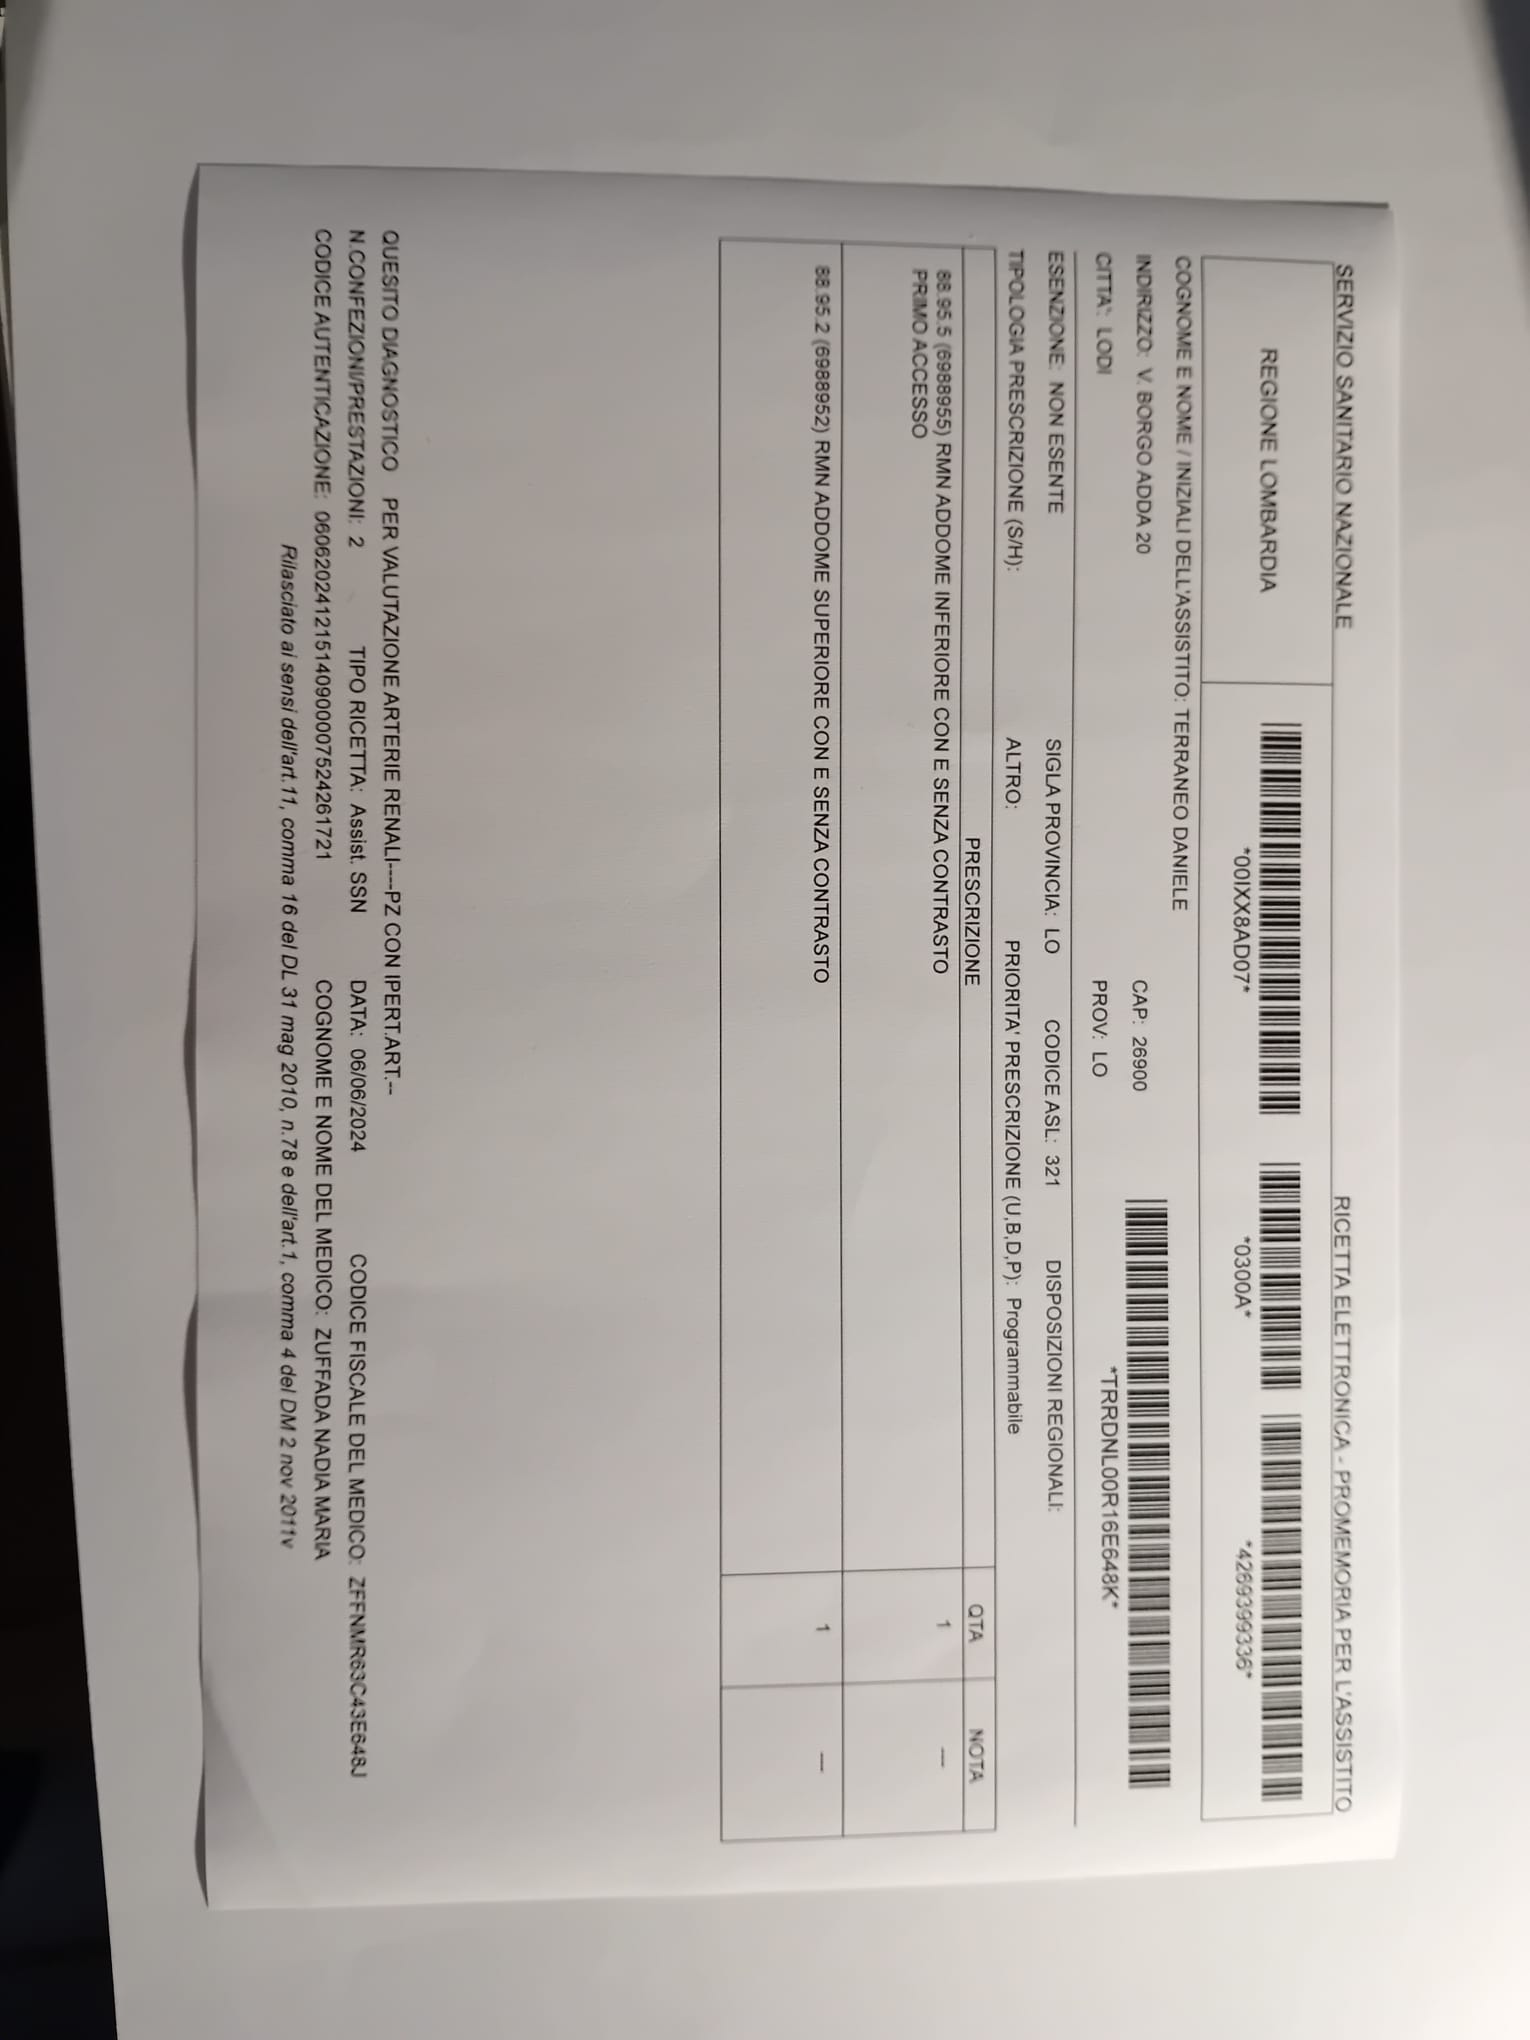 SERVIZIO SANITARIO NAZIONALE
RICETTA ELETTRONICA - PROMEMORIA PER L'ASSISTITO
REGIONE LOMBARDIA
*00IXX8AD07*
*0300A*
*4269399336*
COGNOME E NOME / INIZIALI DELL'ASSISTITO: TERRANEO DANIELE
INDIRIZZO: V. BORGO ADDA 20
CAP: 26900
CITTA': LODI
PROV: LO
*TRRDNL00R16E648K*
ESENZIONE: NON ESENTE SIGLA PROVINCIA: LO CODICE ASL: 321 DISPOSIZIONI REGIONALI:
TIPOLOGIA PRESCRIZIONE (S/H): ALTRO: PRIORITA' PRESCRIZIONE (U,B,D,P): Programmabile
PRESCRIZIONE QTA NOTA
88.95.5 (6988955) RMN ADDOME INFERIORE CON E SENZA CONTRASTO 1 ---
PRIMO ACCESSO
88.95.2 (6988952) RMN ADDOME SUPERIORE CON E SENZA CONTRASTO 1 ---
QUESITO DIAGNOSTICO PER VALUTAZIONE ARTERIE RENALI----PZ CON IPERT.ART.--
N.CONFEZIONI/PRESTAZIONI: 2 TIPO RICETTA: Assist. SSN DATA: 06/06/2024 CODICE FISCALE DEL MEDICO: ZFFNMR63C43E648J
CODICE AUTENTICAZIONE: 060620241215140900007524261721 COGNOME E NOME DEL MEDICO: ZUFFADA NADIA MARIA
Rilasciato ai sensi dell'art.11, comma 16 del DL 31 mag 2010, n.78 e dell'art.1, comma 4 del DM 2 nov 2011v